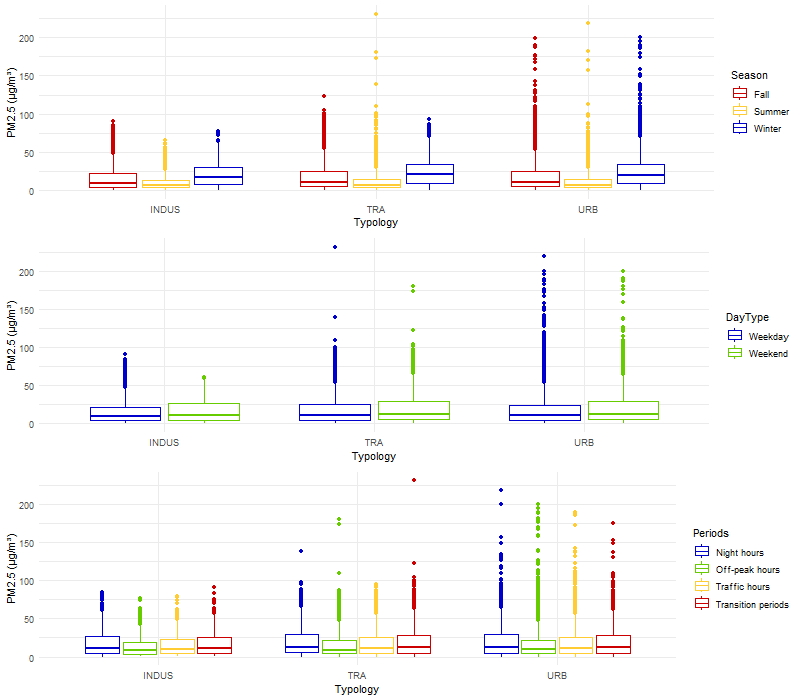 PM2.5 (µg/m³)
200
150
100
50
0
INDUS TRA URB
Typology
Season
Fall
Summer
Winter
PM2.5 (µg/m³)
200
150
100
50
0
INDUS TRA URB
Typology
DayType
Weekday
Weekend
PM2.5 (µg/m³)
200
150
100
50
0
INDUS TRA URB
Typology
Periods
Night hours
Off-peak hours
Traffic hours
Transition periods